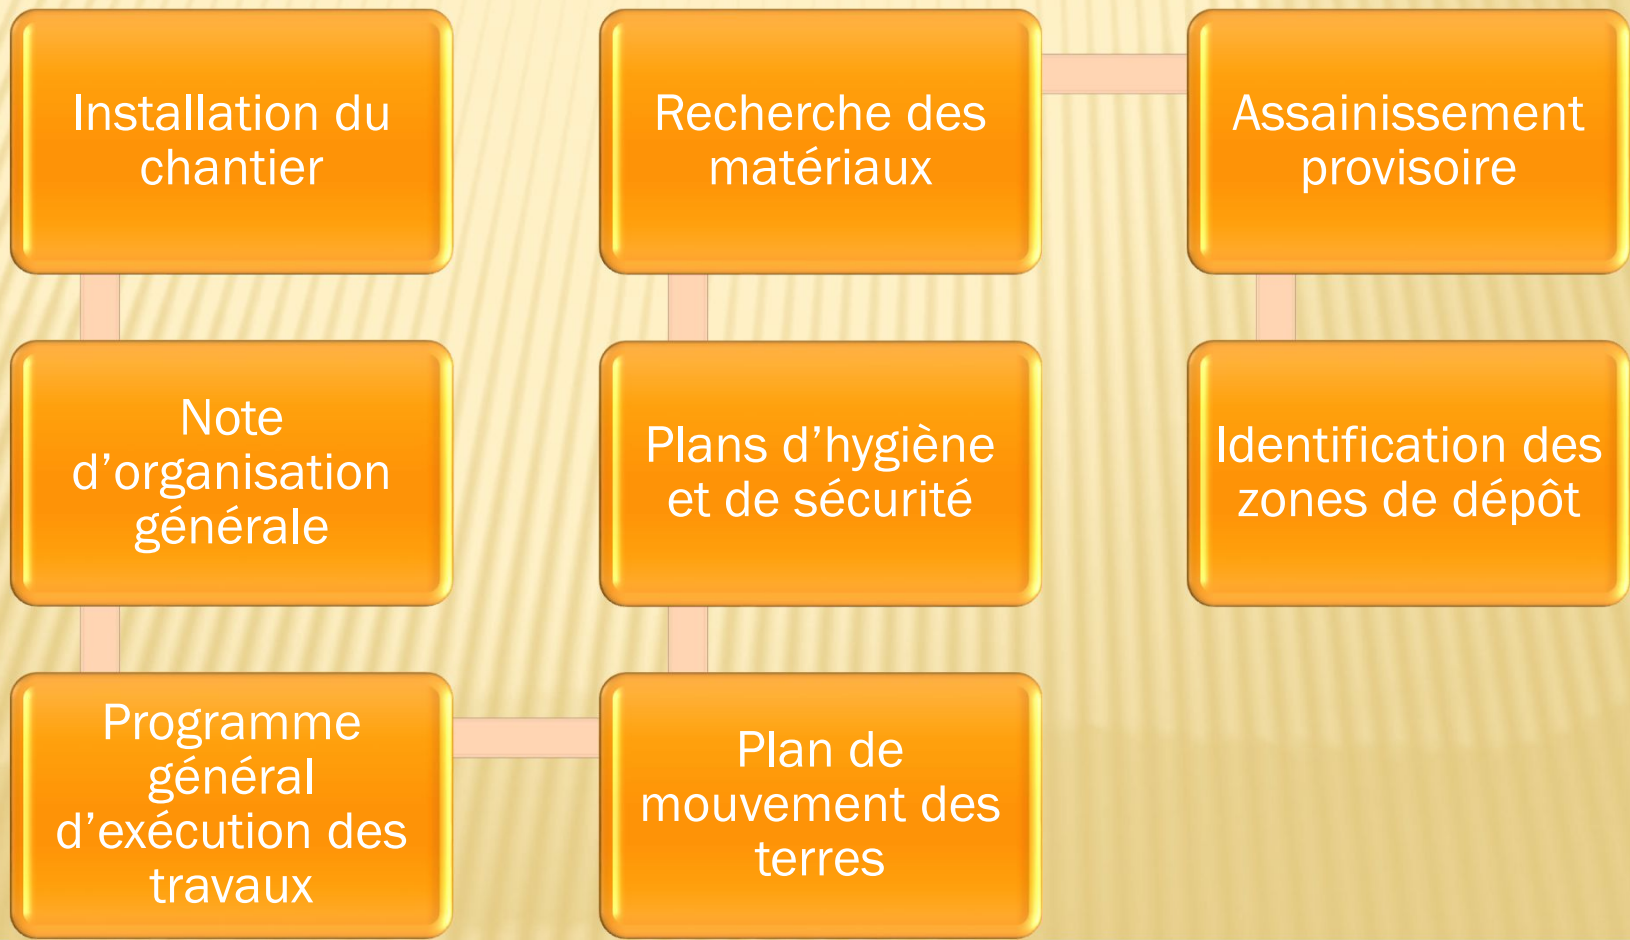 Installation du
chantier
Note
d’organisation
générale
Programme
général
d’exécution des
travaux
Plan de
mouvement des
terres
Plans d’hygiène
et de sécurité
Recherche des
matériaux
Assainissement
provisoire
Identification des
zones de dépôt